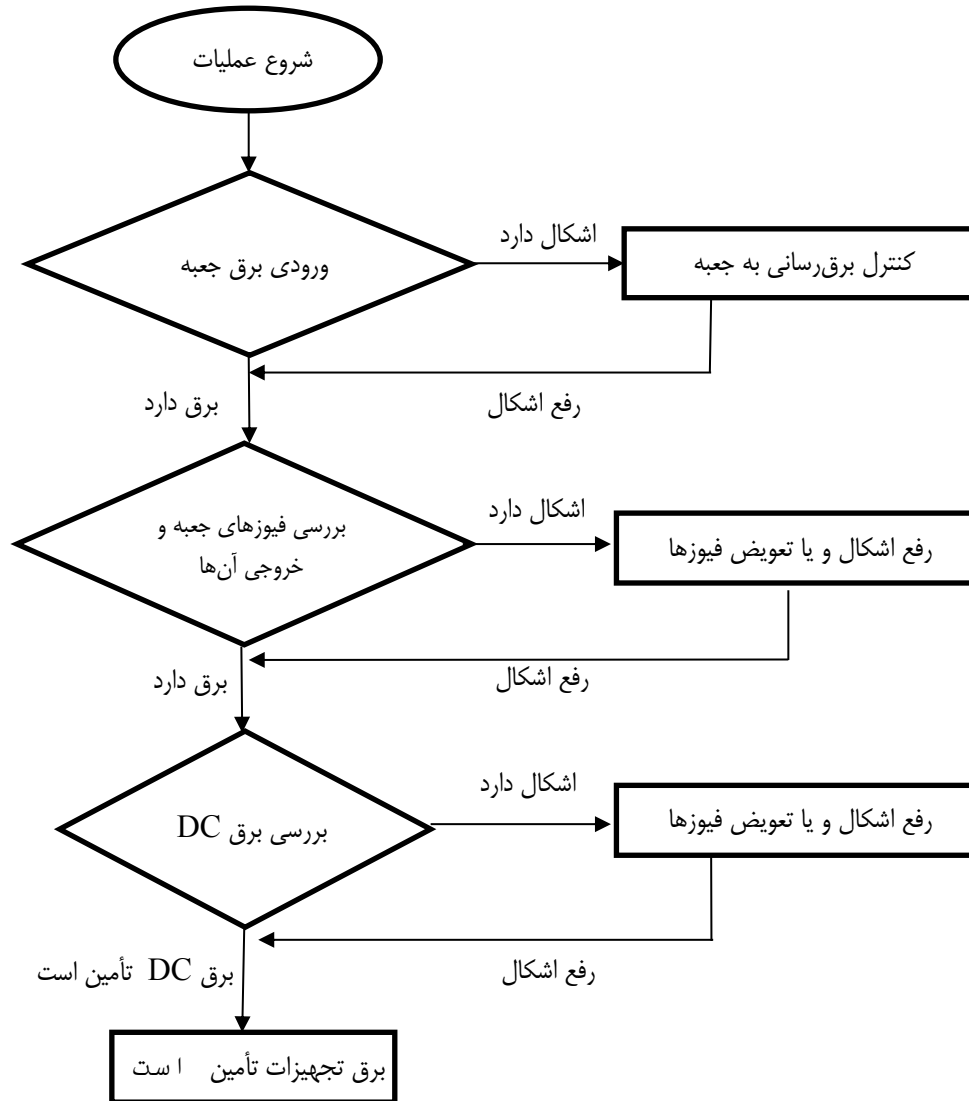 شروع عملیات
ورودی برق جعبه
اشکال دارد
کنترل برق‌رسانی به جعبه
رفع اشکال
برق دارد
بررسی فیوزهای جعبه و
خروجی آن‌ها
اشکال دارد
رفع اشکال و یا تعویض فیوزها
رفع اشکال
برق دارد
بررسی برق DC
اشکال دارد
رفع اشکال و یا تعویض فیوزها
رفع اشکال
برق DC تأمین است
برق تجهیزات تأمین است